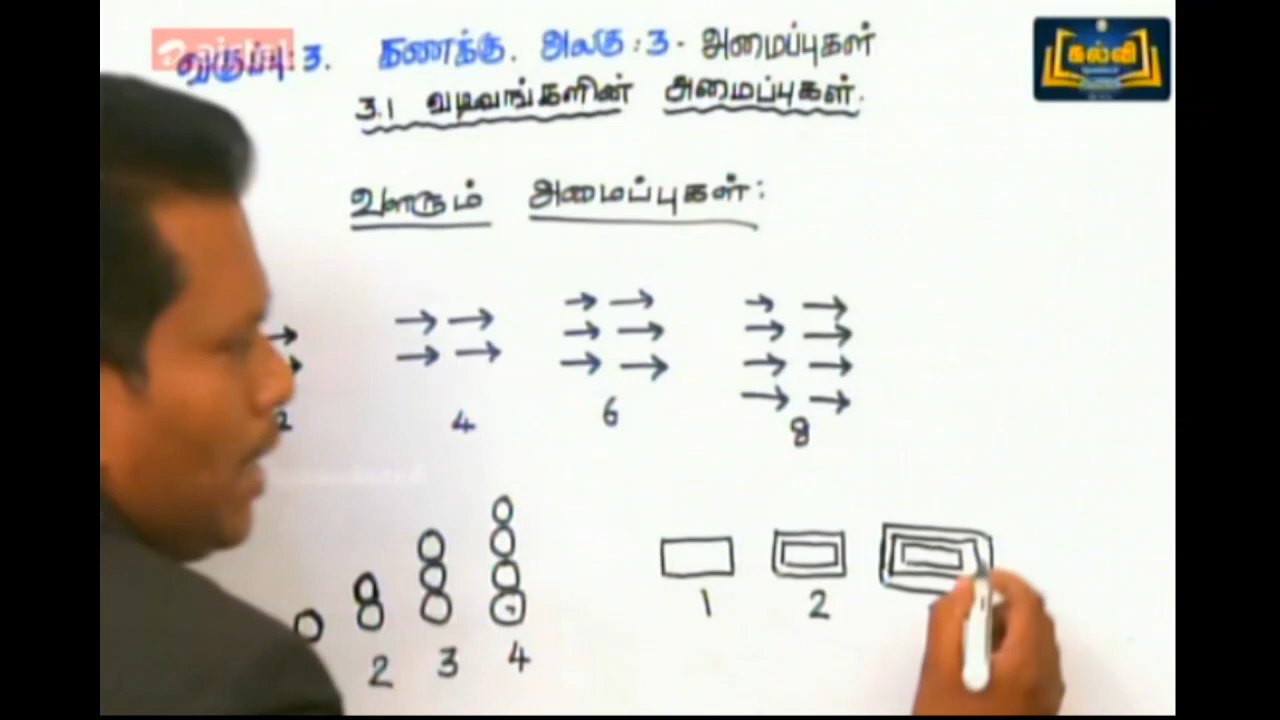 வகுப்பு: 3. கணக்கு. அலகு: 3 - அமைப்புகள்
கல்வி
3.1 வடிவங்களின் அமைப்புகள்.
வளரும் அமைப்புகள்:
2 4 6 8
2 3 4
1 2